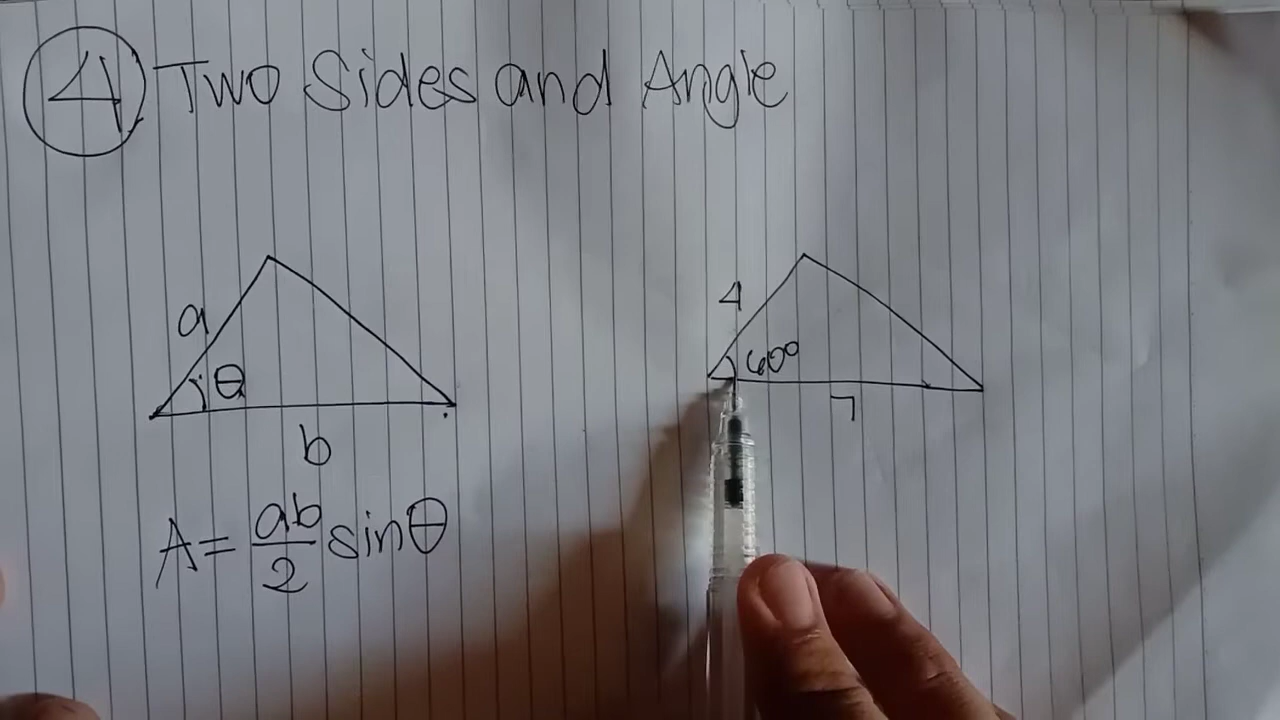 4 Two Sides and Angle
a
θ
b
A = ab/2 sinθ
4
60°
7